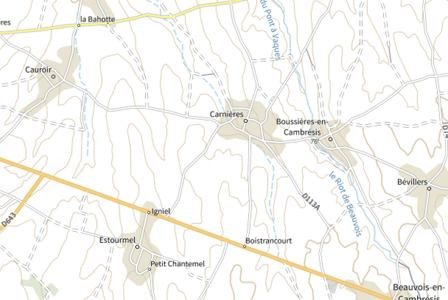 la Bahotte
du Pont à Vaques
Cauroir
Carnières
Boussières-en-
Cambrésis
76
le Riot de Beauvois
Bévillers
D113A
D643
Igniel
Estourmel
Boistrancourt
Petit Chantemel
Beauvois-en-
Cambrésis